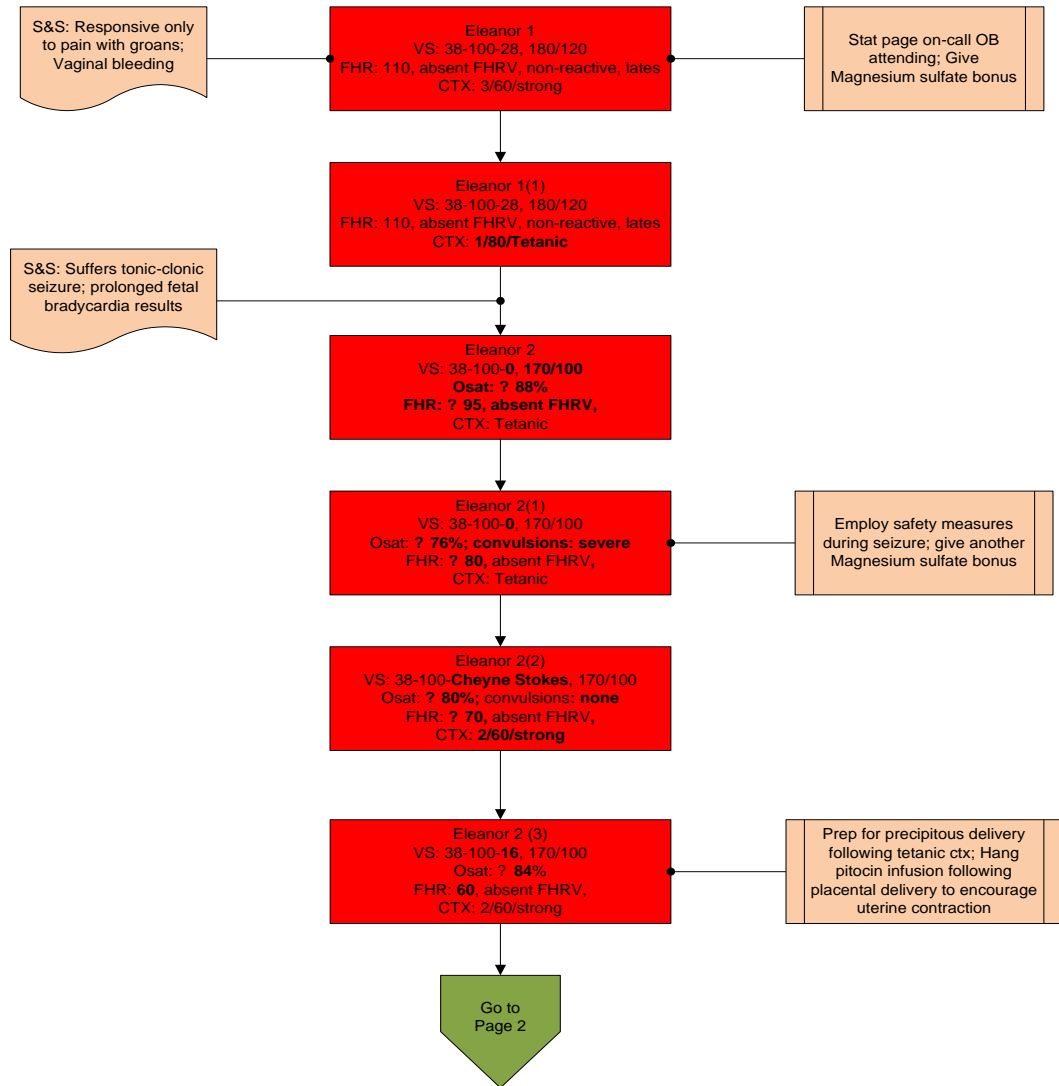 S&S: Responsive only
to pain with groans;
Vaginal bleeding
Eleanor 1
VS: 38-100-28, 180/120
FHR: 110, absent FHRV, non-reactive, lates
CTX: 3/60/strong
Stat page on-call OB
attending; Give
Magnesium sulfate bonus
Eleanor 1(1)
VS: 38-100-28, 180/120
FHR: 110, absent FHRV, non-reactive, lates
CTX: 1/80/Tetanic
S&S: Suffers tonic-clonic
seizure; prolonged fetal
bradycardia results
Eleanor 2
VS: 38-100-0, 170/100
Osat: ? 88%
FHR: ? 95, absent FHRV,
CTX: Tetanic
Eleanor 2(1)
VS: 38-100-0, 170/100
Osat: ? 76%; convulsions: severe
FHR: ? 80, absent FHRV,
CTX: Tetanic
Employ safety measures
during seizure; give another
Magnesium sulfate bonus
Eleanor 2(2)
VS: 38-100-Cheyne Stokes, 170/100
Osat: ? 80%; convulsions: none
FHR: ? 70, absent FHRV,
CTX: 2/60/strong
Eleanor 2 (3)
VS: 38-100-16, 170/100
Osat: ? 84%
FHR: 60, absent FHRV,
CTX: 2/60/strong
Prep for precipitous delivery
following tetanic ctx; Hang
pitocin infusion following
placental delivery to encourage
uterine contraction
Go to
Page 2